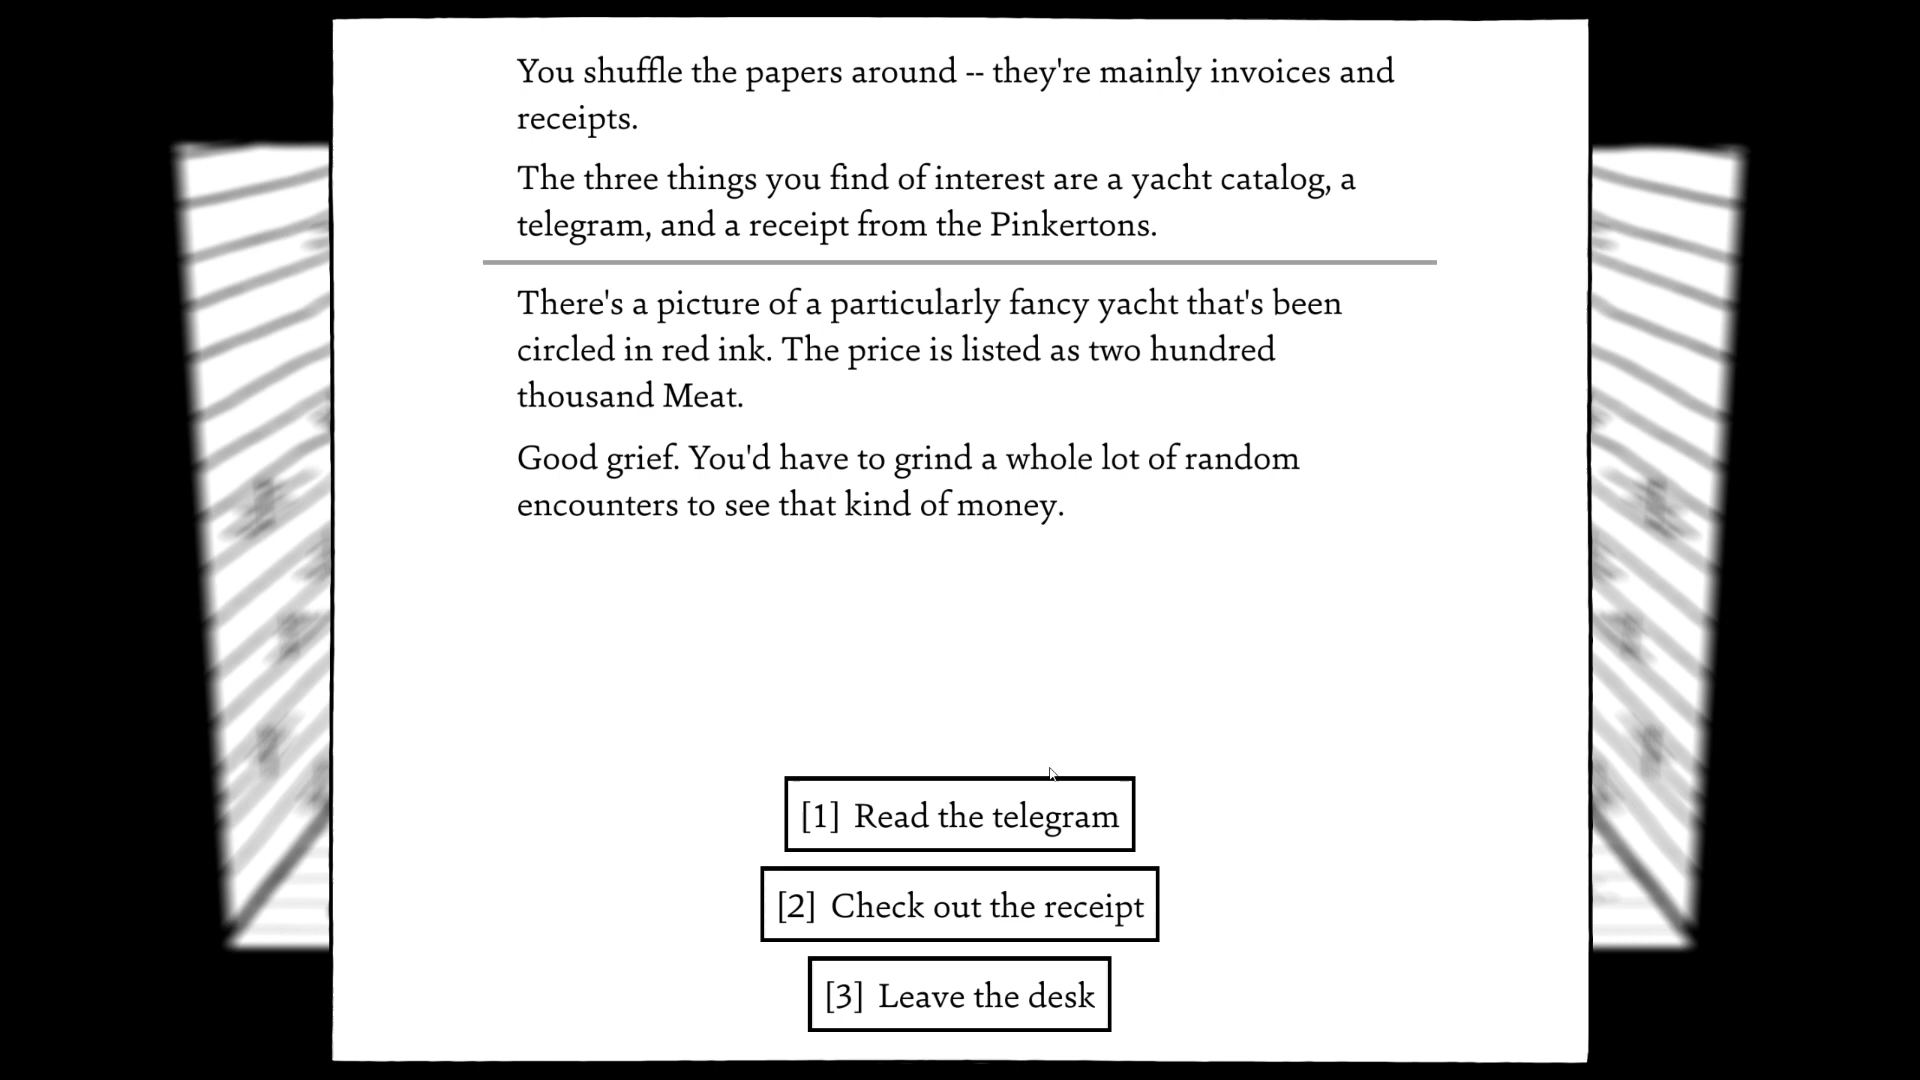 You shuffle the papers around -- they're mainly invoices and
receipts.
The three things you find of interest are a yacht catalog, a
telegram, and a receipt from the Pinkertons.
There's a picture of a particularly fancy yacht that's been
circled in red ink. The price is listed as two hundred
thousand Meat.
Good grief. You'd have to grind a whole lot of random
encounters to see that kind of money.
[1] Read the telegram
[2] Check out the receipt
[3] Leave the desk